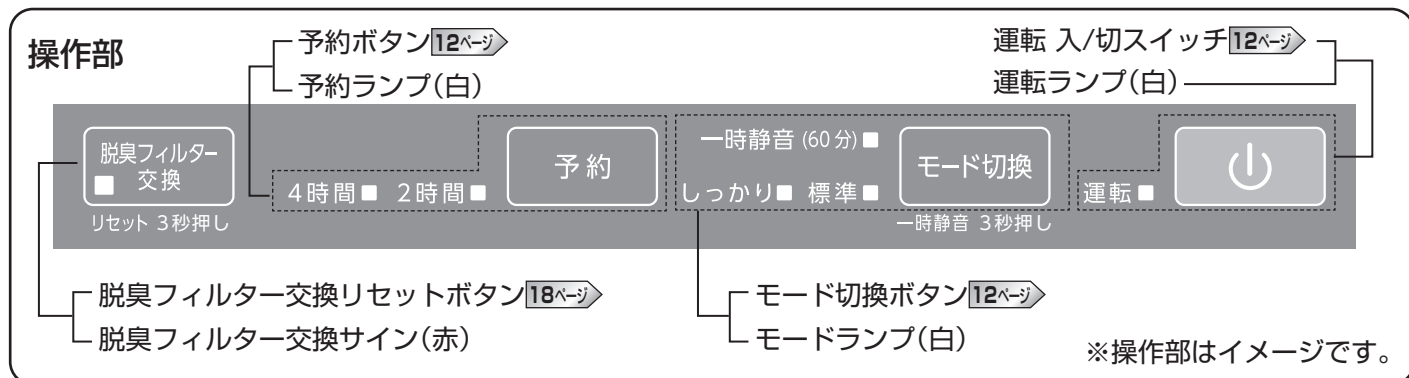 操作部
予約ボタン12ページ
予約ランプ(白)
運転 入/切スイッチ12ページ
運転ランプ(白)
脱臭フィルター
交換
リセット 3秒押し
4時間 2時間
予約
一時静音(60分)
しっかり 標準
モード切換
一時静音 3秒押し
運転
脱臭フィルター交換リセットボタン18ページ
脱臭フィルター交換サイン(赤)
モード切換ボタン12ページ
モードランプ(白)
※操作部はイメージです。